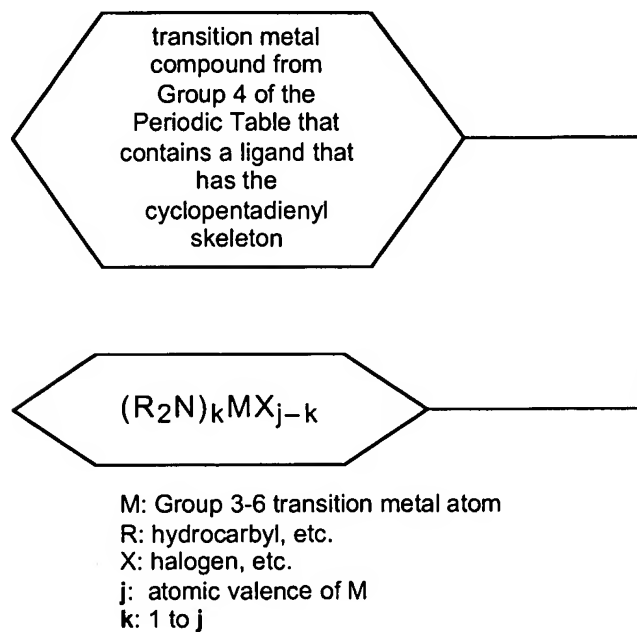 transition metal
compound from
Group 4 of the
Periodic Table that
contains a ligand that
has the
cyclopentadienyl
skeleton
(R₂N)ₖMXⱼ₋ₖ
M: Group 3-6 transition metal atom
R: hydrocarbyl, etc.
X: halogen, etc.
j: atomic valence of M
k: 1 to j